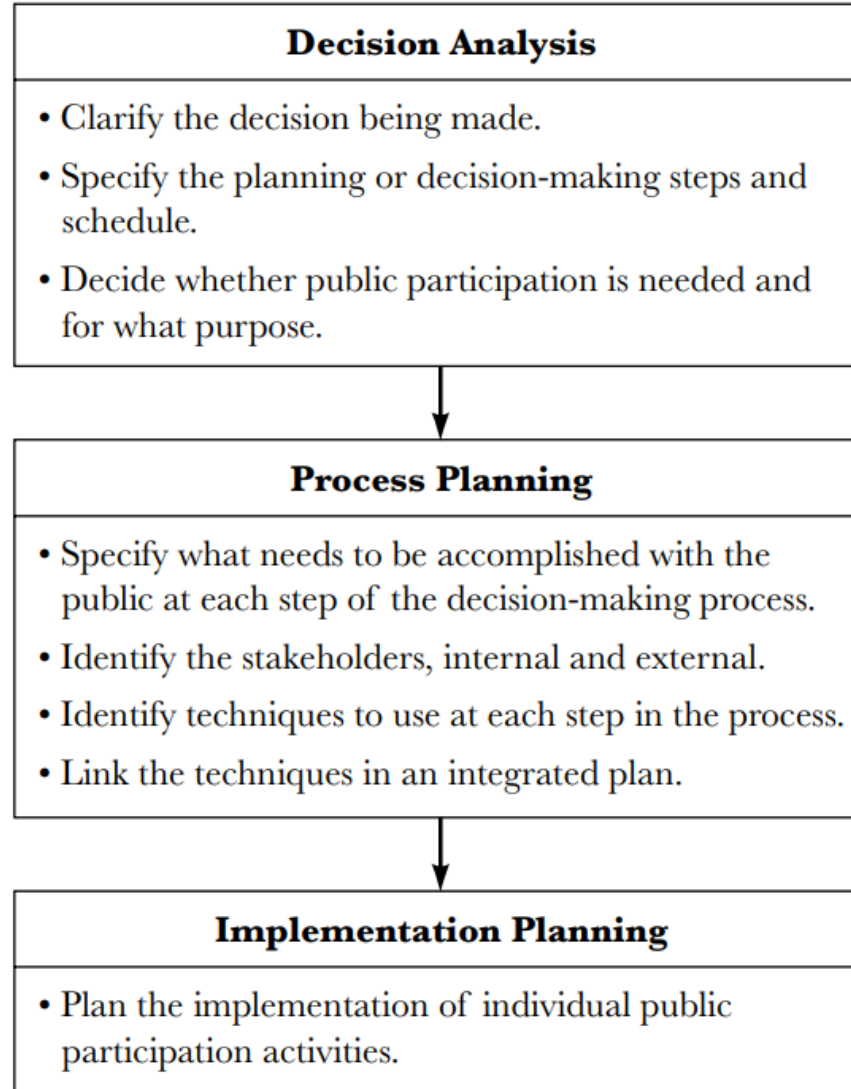 Decision Analysis
• Clarify the decision being made.
• Specify the planning or decision-making steps and
schedule.
• Decide whether public participation is needed and
for what purpose.
Process Planning
• Specify what needs to be accomplished with the
public at each step of the decision-making process.
• Identify the stakeholders, internal and external.
• Identify techniques to use at each step in the process.
• Link the techniques in an integrated plan.
Implementation Planning
• Plan the implementation of individual public
participation activities.